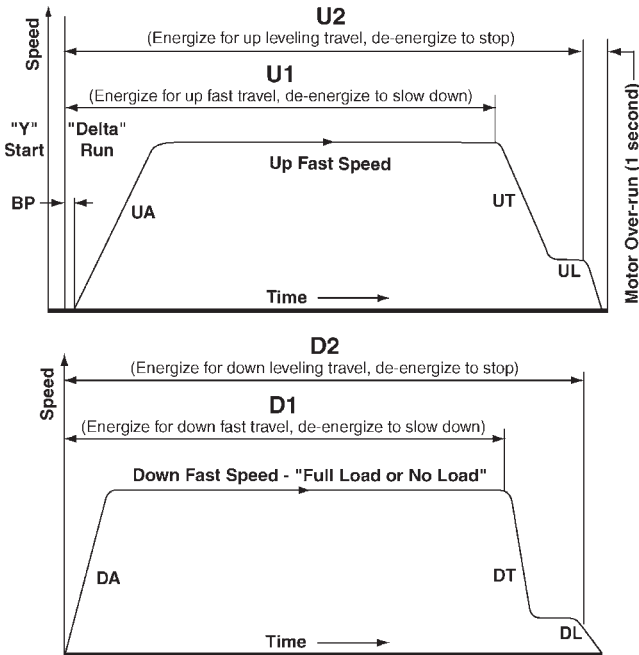 U2
(Energize for up leveling travel, de-energize to stop)
Speed
U1
(Energize for up fast travel, de-energize to slow down)
"Y"
Start
"Delta"
Run
Up Fast Speed
BP
UA
UT
UL
Time
Motor Over-run (1 second)
D2
(Energize for down leveling travel, de-energize to stop)
Speed
D1
(Energize for down fast travel, de-energize to slow down)
Down Fast Speed - "Full Load or No Load"
DA
DT
DL
Time